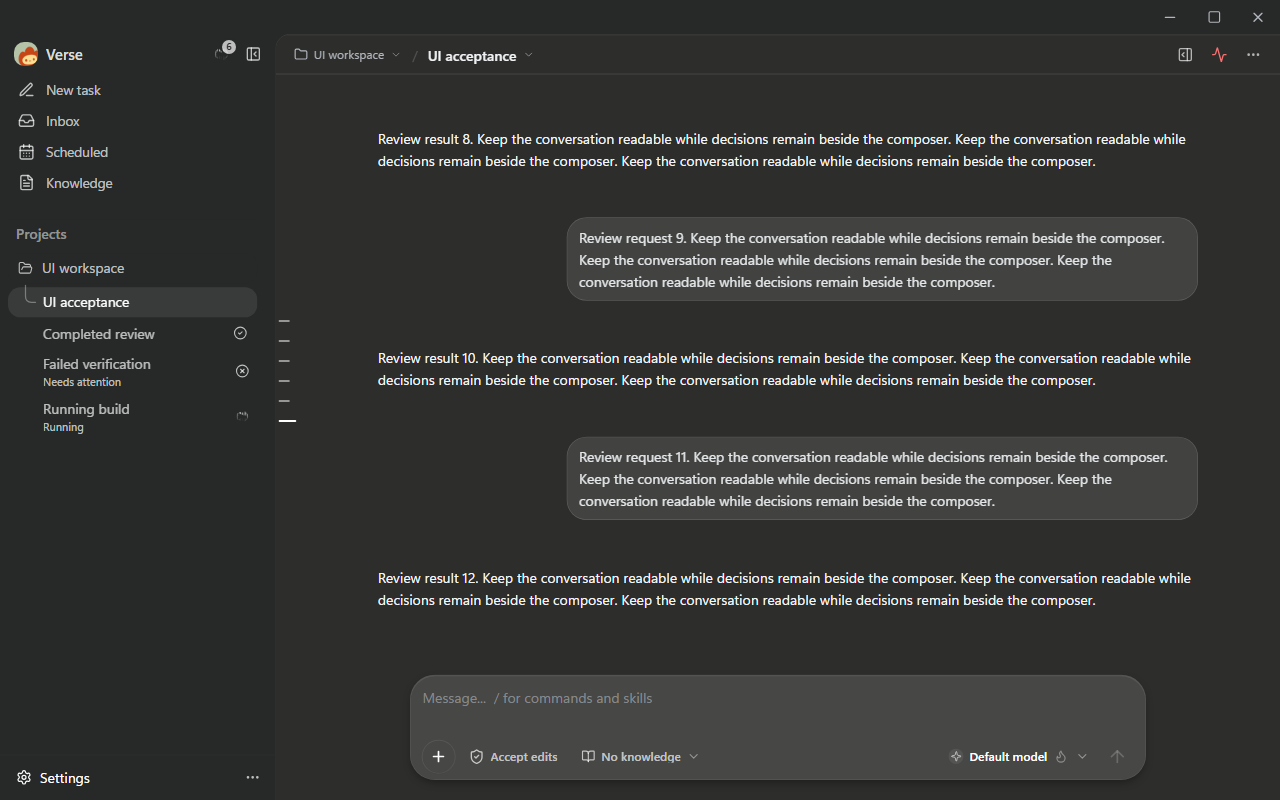 Verse
6
New task
Inbox
Scheduled
Knowledge
Projects
UI workspace
UI acceptance
Completed review
Failed verification
Needs attention
Running build
Running
Settings
UI workspace / UI acceptance
Review result 8. Keep the conversation readable while decisions remain beside the composer. Keep the conversation readable while
decisions remain beside the composer. Keep the conversation readable while decisions remain beside the composer.
Review request 9. Keep the conversation readable while decisions remain beside the composer.
Keep the conversation readable while decisions remain beside the composer. Keep the
conversation readable while decisions remain beside the composer.
Review result 10. Keep the conversation readable while decisions remain beside the composer. Keep the conversation readable while
decisions remain beside the composer. Keep the conversation readable while decisions remain beside the composer.
Review request 11. Keep the conversation readable while decisions remain beside the composer.
Keep the conversation readable while decisions remain beside the composer. Keep the
conversation readable while decisions remain beside the composer.
Review result 12. Keep the conversation readable while decisions remain beside the composer. Keep the conversation readable while
decisions remain beside the composer. Keep the conversation readable while decisions remain beside the composer.
Message... / for commands and skills
Accept edits No knowledge Default model